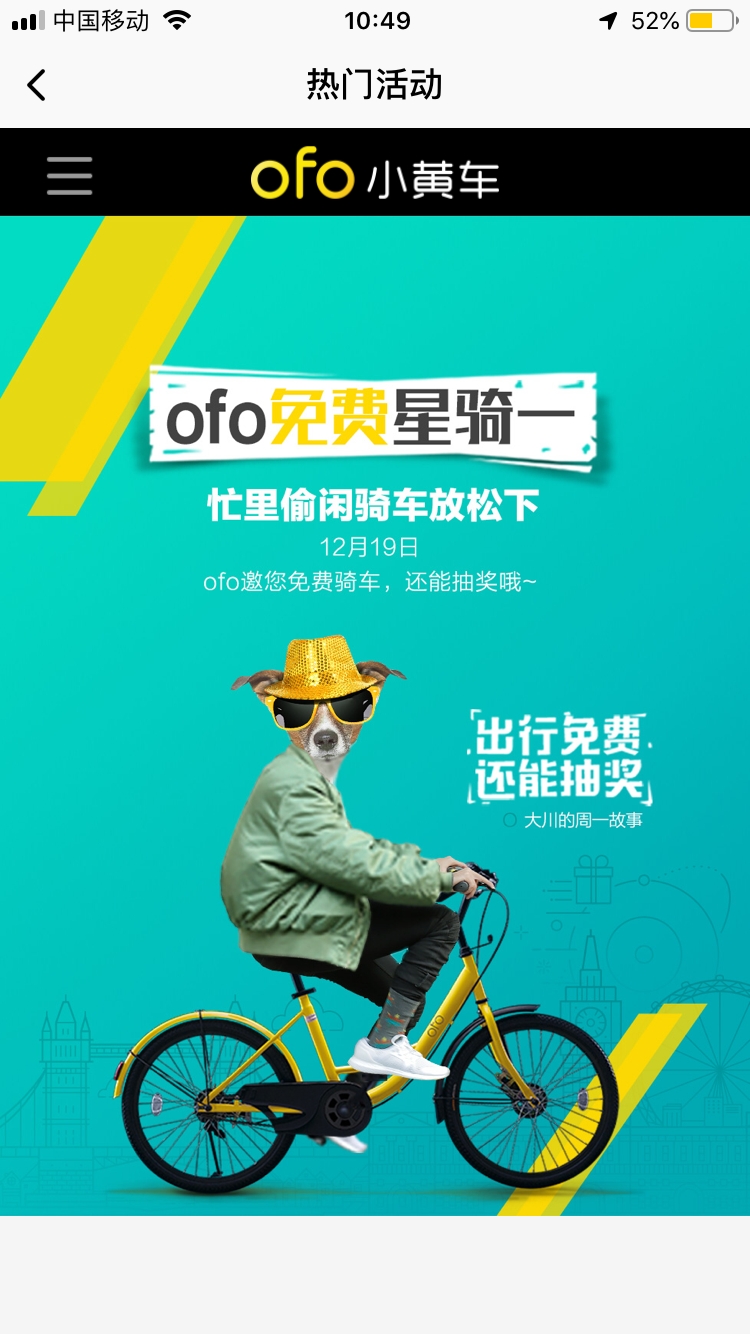 中国移动 10:49 52%
热门活动
ofo小黄车
ofo免费星骑一
忙里偷闲骑车放松下
12月19日
ofo邀您免费骑车，还能抽奖哦~
出行免费
还能抽奖
大川的周一故事
ofo